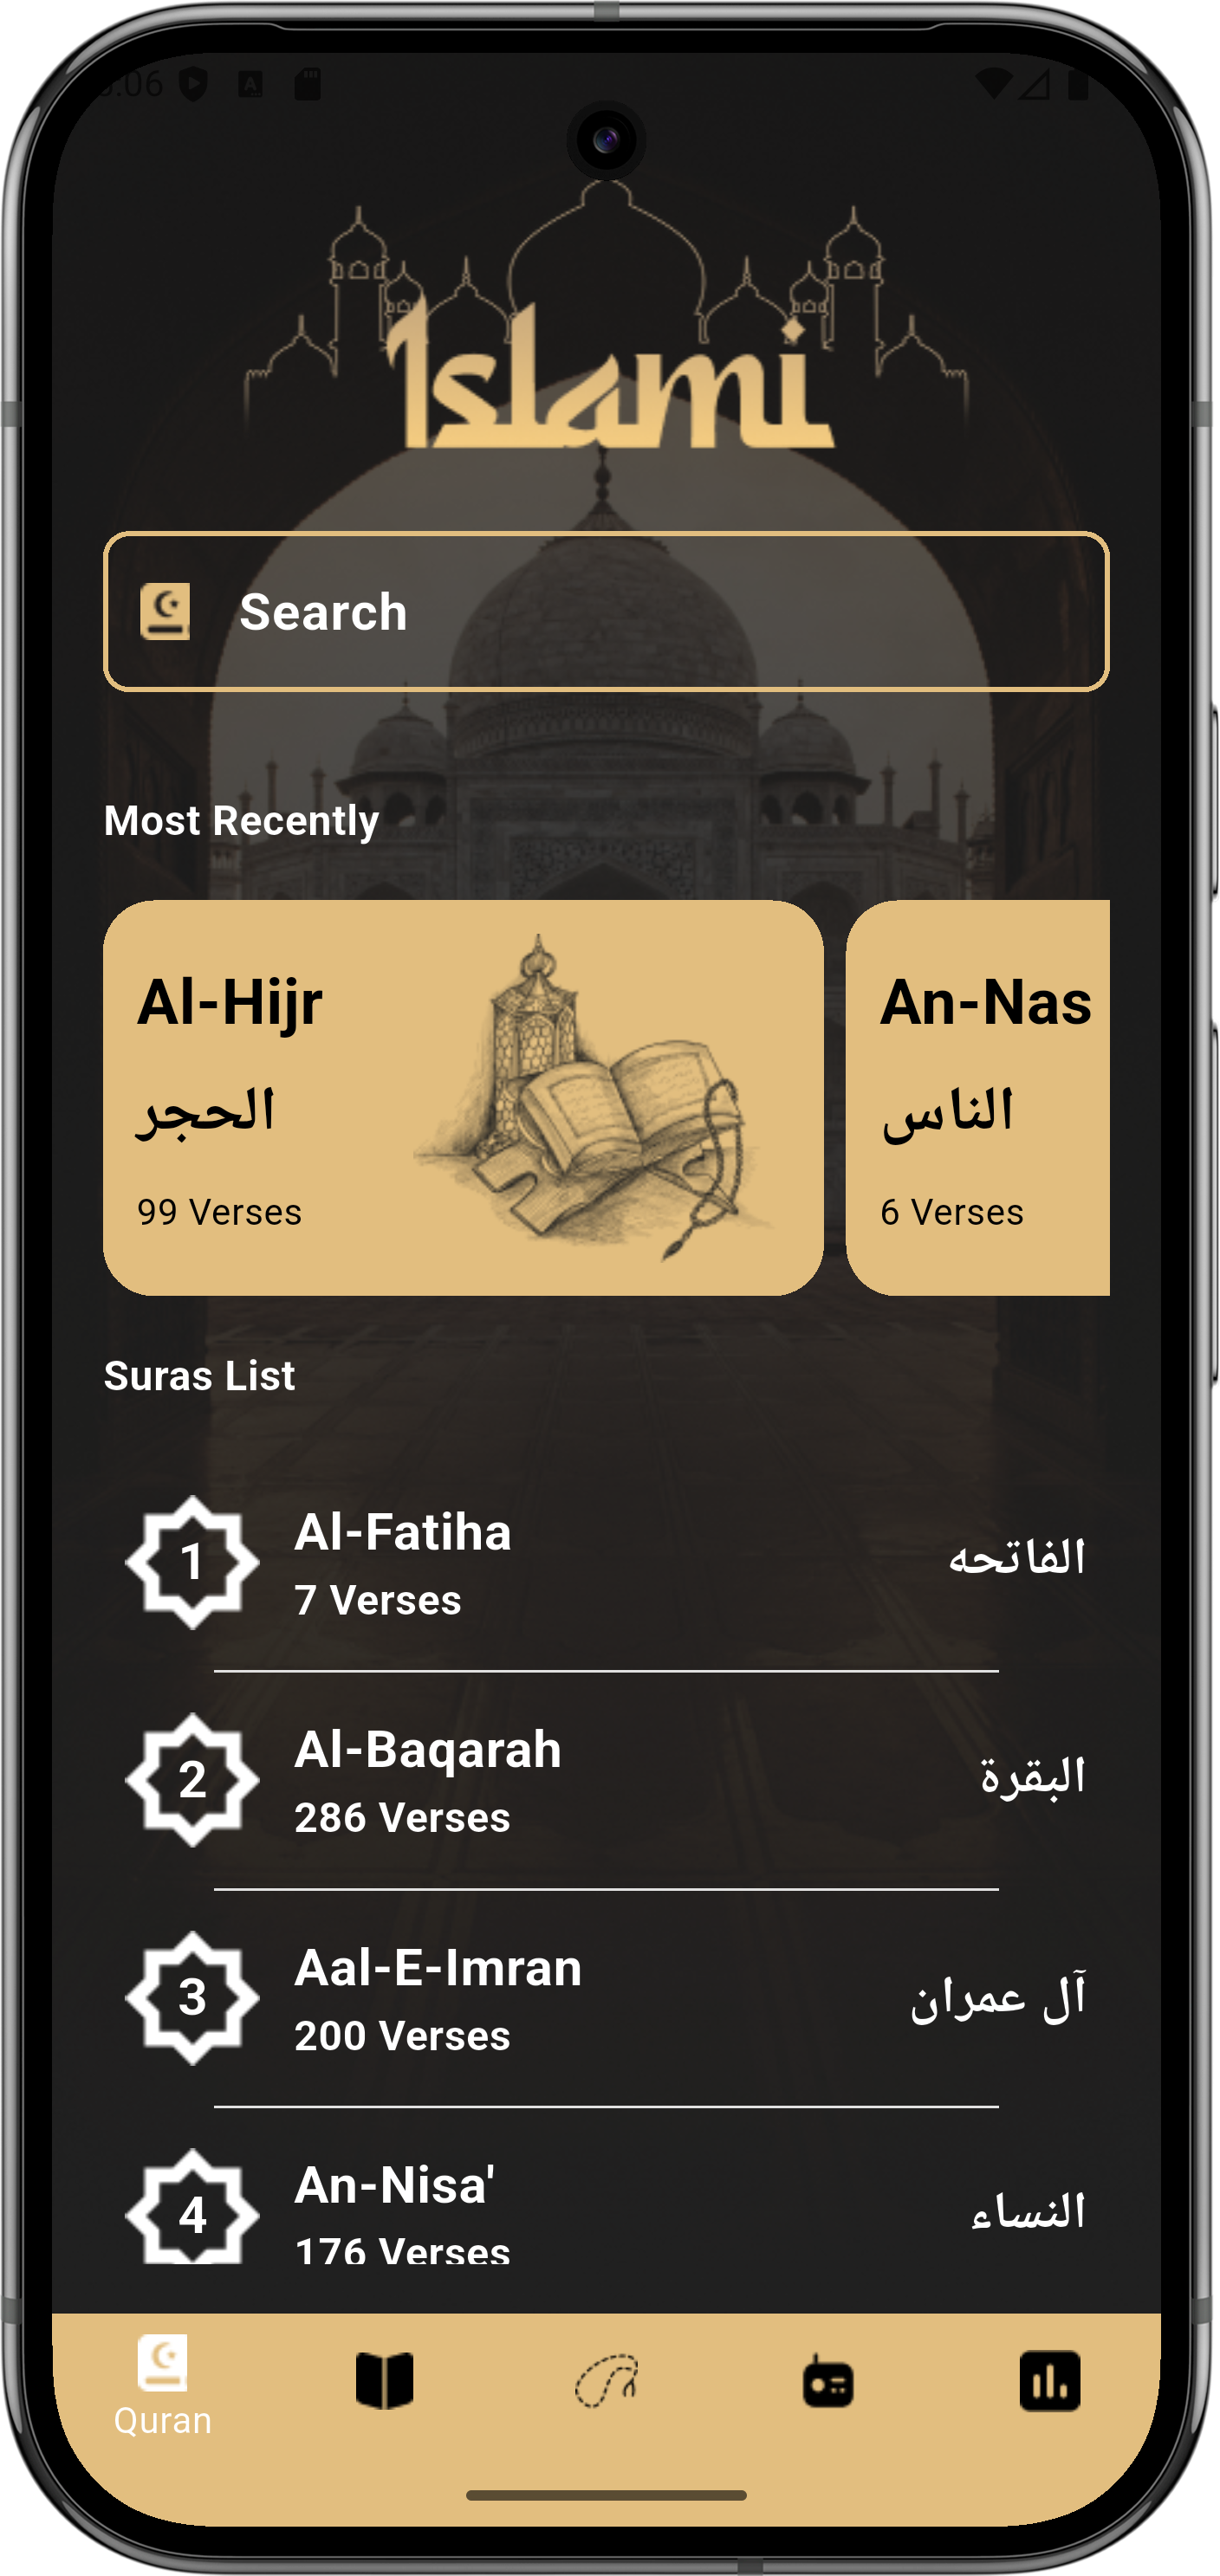 :06
Islami
Search
Most Recently
Al-Hijr
الحجر
99 Verses
An-Nas
الناس
6 Verses
Suras List
1
Al-Fatiha
7 Verses
الفاتحه
2
Al-Baqarah
286 Verses
البقرة
3
Aal-E-Imran
200 Verses
آل عمران
4
An-Nisa'
176 Verses
النساء
Quran